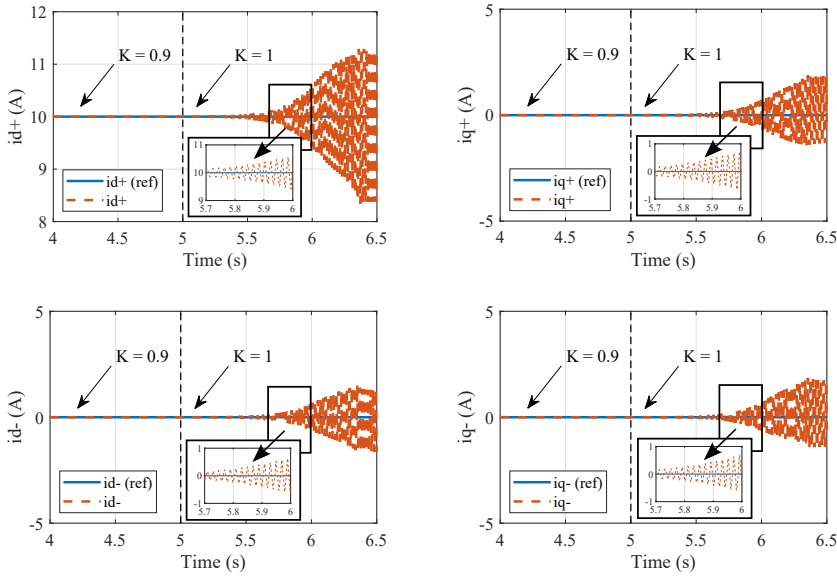 12
11
10
9
8
id+ (A)
K = 0.9
K = 1
id+ (ref)
id+
11
10
9
5.7
5.8
5.9
6
4
4.5
5
5.5
6
6.5
Time (s)
5
0
-5
iq+ (A)
K = 0.9
K = 1
iq+ (ref)
iq+
1
0
-1
5.7
5.8
5.9
6
4
4.5
5
5.5
6
6.5
Time (s)
5
0
-5
id- (A)
K = 0.9
K = 1
id- (ref)
id-
1
0
-1
5.7
5.8
5.9
6
4
4.5
5
5.5
6
6.5
Time (s)
5
0
-5
iq- (A)
K = 0.9
K = 1
iq- (ref)
iq-
1
0
-1
5.7
5.8
5.9
6
4
4.5
5
5.5
6
6.5
Time (s)